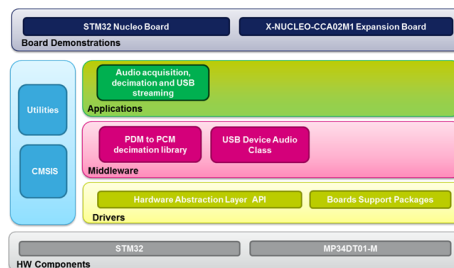 STM32 Nucleo Board
X-NUCLEO-CCA02M1 Expansion Board
Board Demonstrations
Audio acquisition,
decimation and USB
streaming
Applications
Utilities
CMSIS
PDM to PCM
decimation library
USB Device Audio
Class
Middleware
Hardware Abstraction Layer API
Boards Support Packages
Drivers
STM32
MP34DT01-M
HW Components